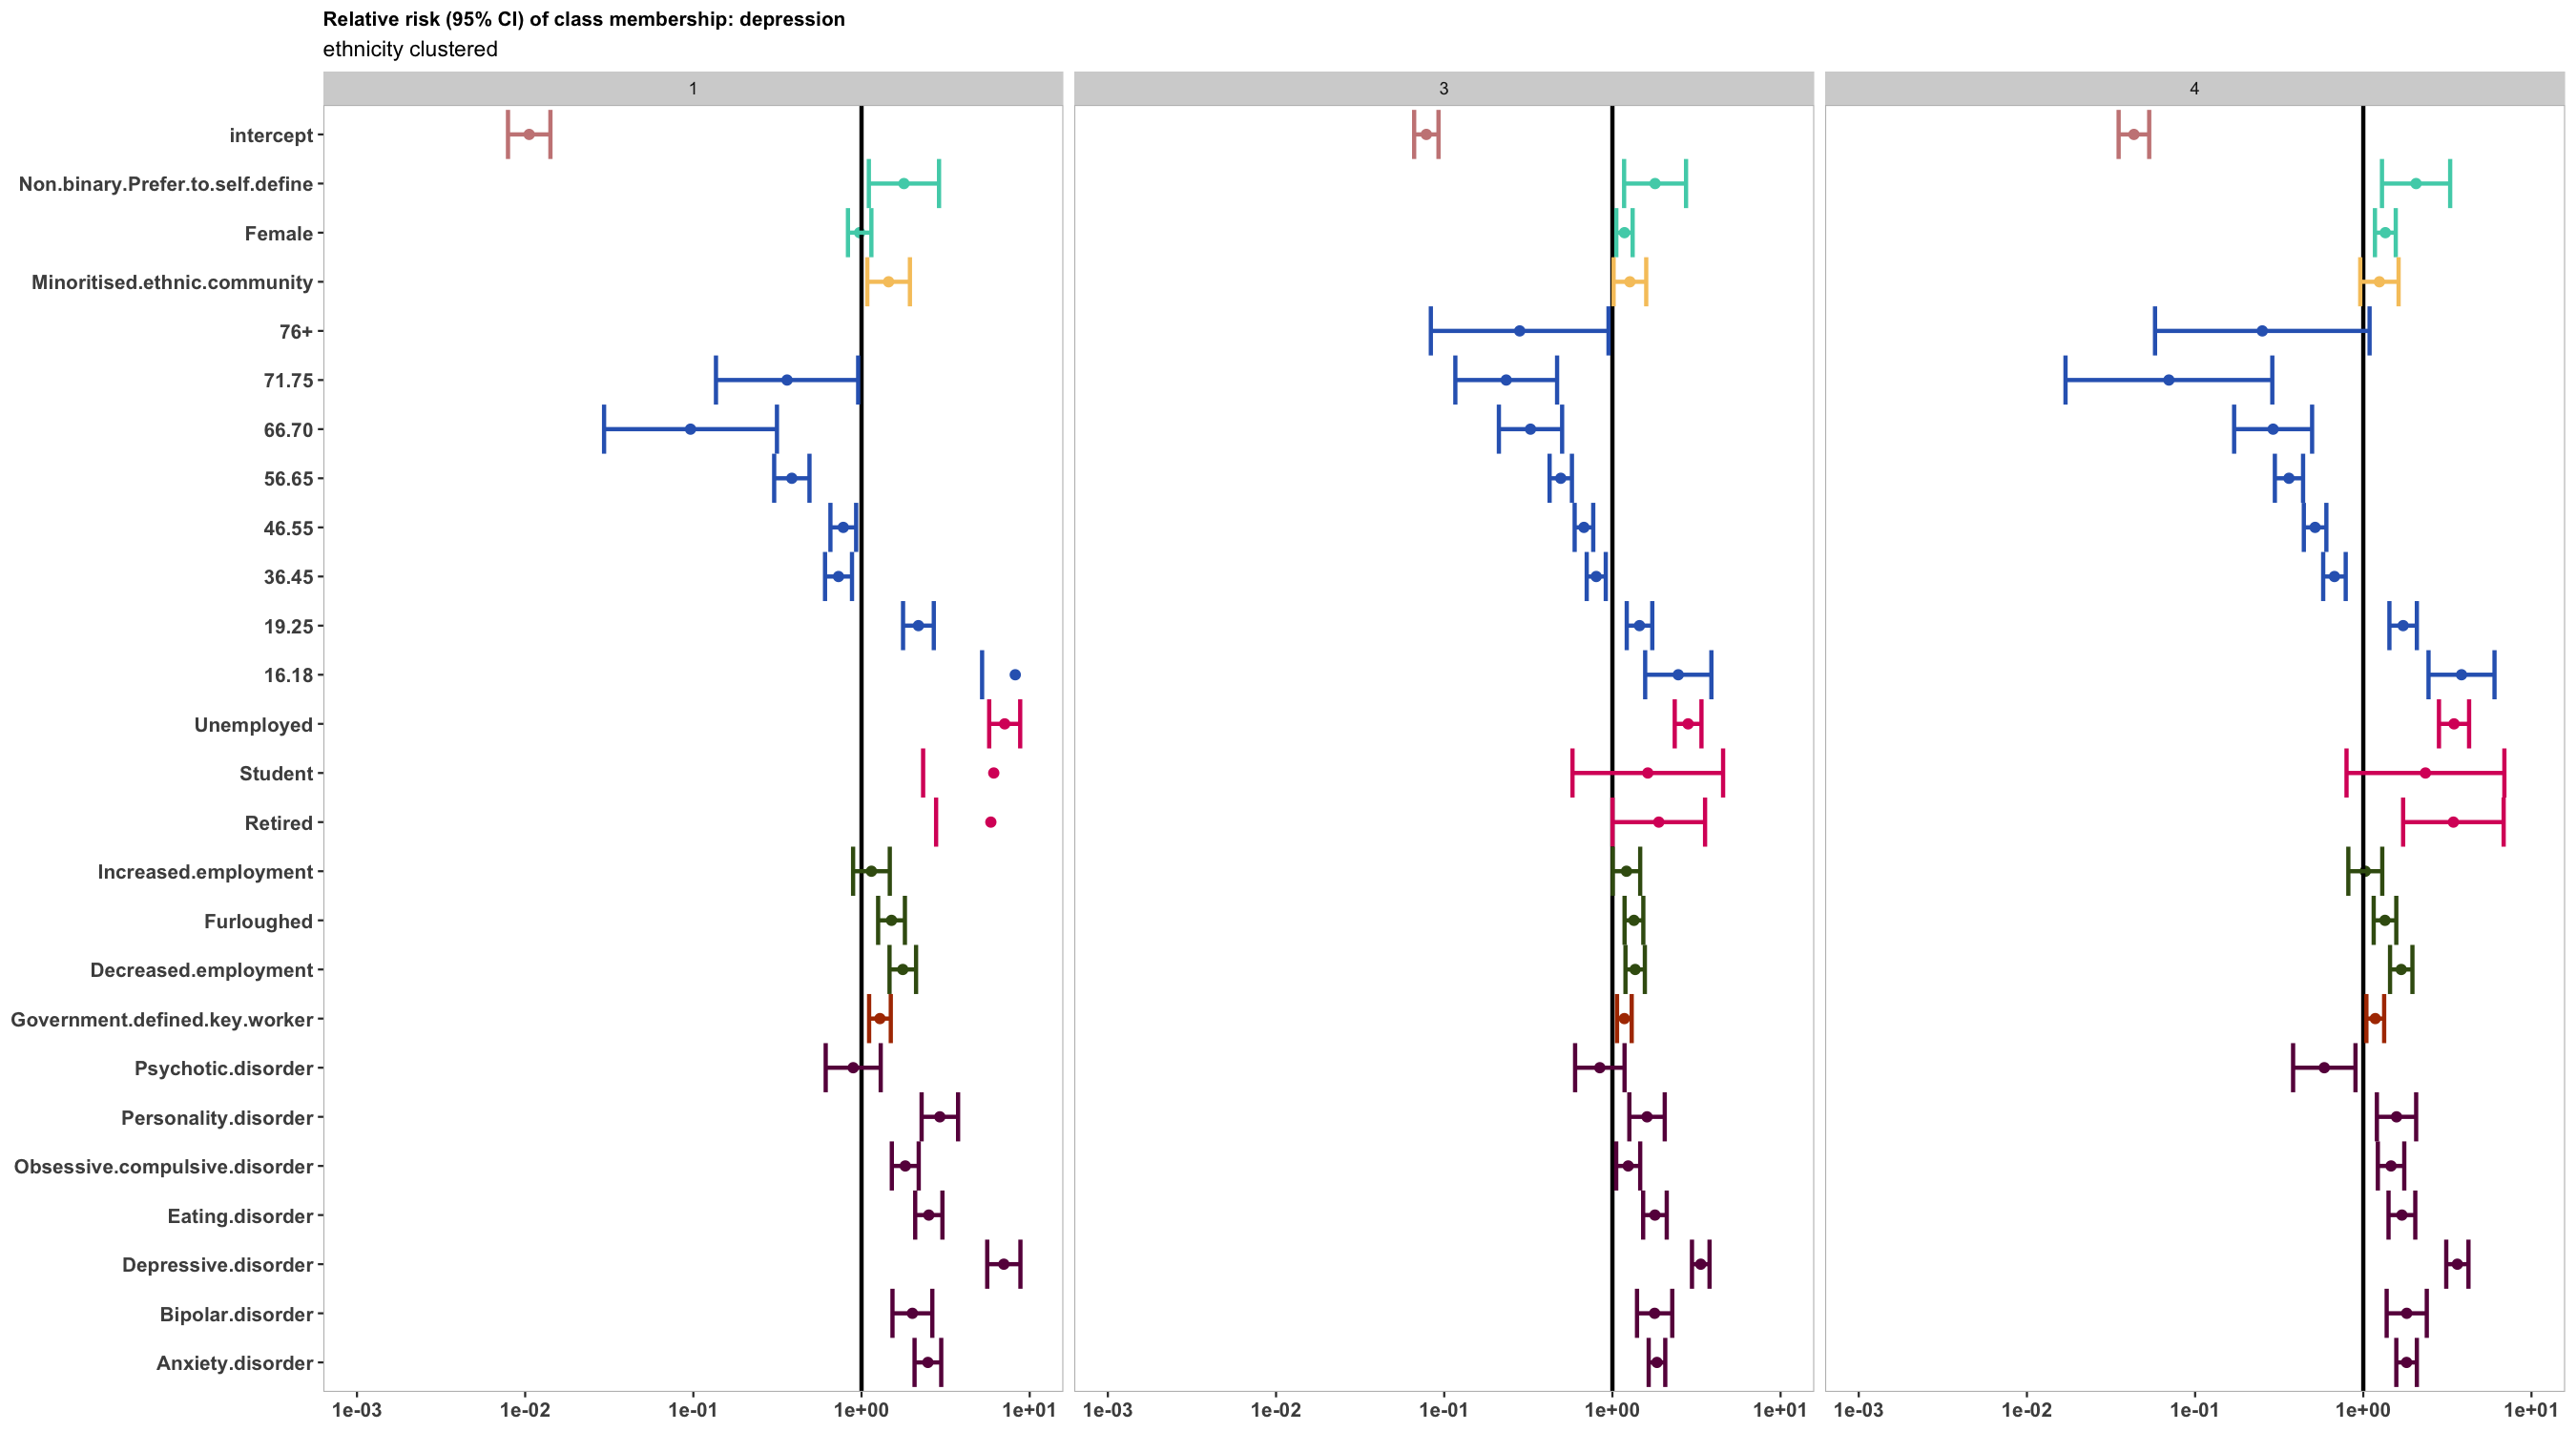 Relative risk (95% CI) of class membership: depression
ethnicity clustered
1
3
4
intercept
Non.binary.Prefer.to.self.define
Female
Minoritised.ethnic.community
76+
71.75
66.70
56.65
46.55
36.45
19.25
16.18
Unemployed
Student
Retired
Increased.employment
Furloughed
Decreased.employment
Government.defined.key.worker
Psychotic.disorder
Personality.disorder
Obsessive.compulsive.disorder
Eating.disorder
Depressive.disorder
Bipolar.disorder
Anxiety.disorder
1e-03 1e-02 1e-01 1e+00 1e+01 1e-03 1e-02 1e-01 1e+00 1e+01 1e-03 1e-02 1e-01 1e+00 1e+01